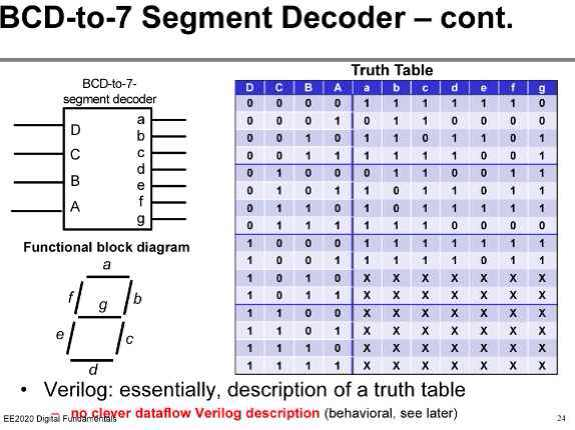 BCD-to-7 Segment Decoder – cont.
Truth Table
BCD-to-7-
segment decoder
D
C
B
A
a
b
c
d
e
f
g
Functional block diagram
a
f
g
b
e
c
d
D C B A a b c d e f g
0 0 0 0 1 1 1 1 1 1 0
0 0 0 1 0 1 1 0 0 0 0
0 0 1 0 1 1 0 1 1 0 1
0 0 1 1 1 1 1 1 0 0 1
0 1 0 0 0 1 1 0 0 1 1
0 1 0 1 1 0 1 1 0 1 1
0 1 1 0 1 0 1 1 1 1 1
0 1 1 1 1 1 1 0 0 0 0
1 0 0 0 1 1 1 1 1 1 1
1 0 0 1 1 1 1 1 0 1 1
1 0 1 0 X X X X X X X
1 0 1 1 X X X X X X X
1 1 0 0 X X X X X X X
1 1 0 1 X X X X X X X
1 1 1 0 X X X X X X X
1 1 1 1 X X X X X X X
• Verilog: essentially, description of a truth table
– no clever dataflow Verilog description (behavioral, see later)
EE2020 Digital Fundamentals
24